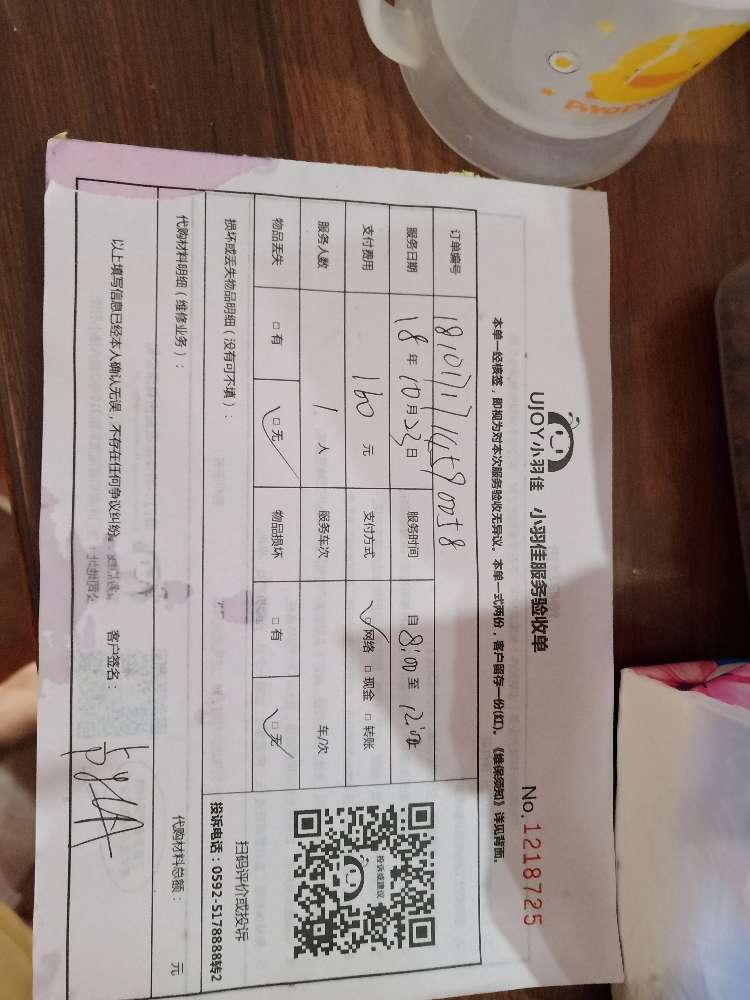 UJOY小羽佳 小羽佳服务验收单
No. 1218725
本单一经核签，即视为对本次服务验收无异议。本单一式两份，客户留存一份(红)。《维保须知》详见背面。
订单编号 1810171714590058
服务日期 18年10月23日 服务时间 自8:00至12:00
支付费用 160元 支付方式 ☑网络 □现金 □转账
服务人数 1人 服务车次 车/次
物品丢失 □有 ☑无 物品损坏 □有 ☑无
投诉或建议
扫码评价或投诉
投诉电话：0592-5178888转2
损坏或丢失物品明细（没有可不填）：
代购材料明细（维修业务）： 代购材料总额： 元
以上填写信息已经本人确认无误，不存在任何争议纠纷。 客户签名：